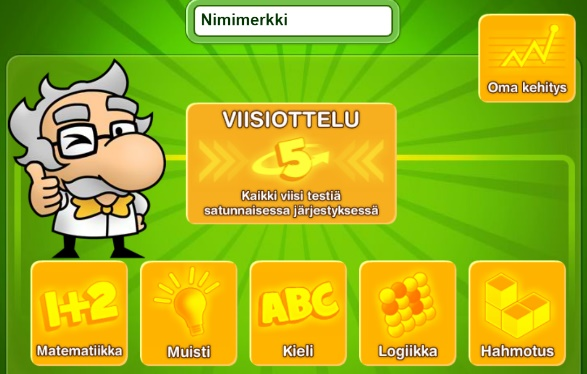 Nimimerkki
Oma kehitys
VIISIOTTELU
5
Kaikki viisi testiä
satunnaisessa järjestyksessä
1+2
Matematiikka
Muisti
ABC
Kieli
Logiikka
Hahmotus